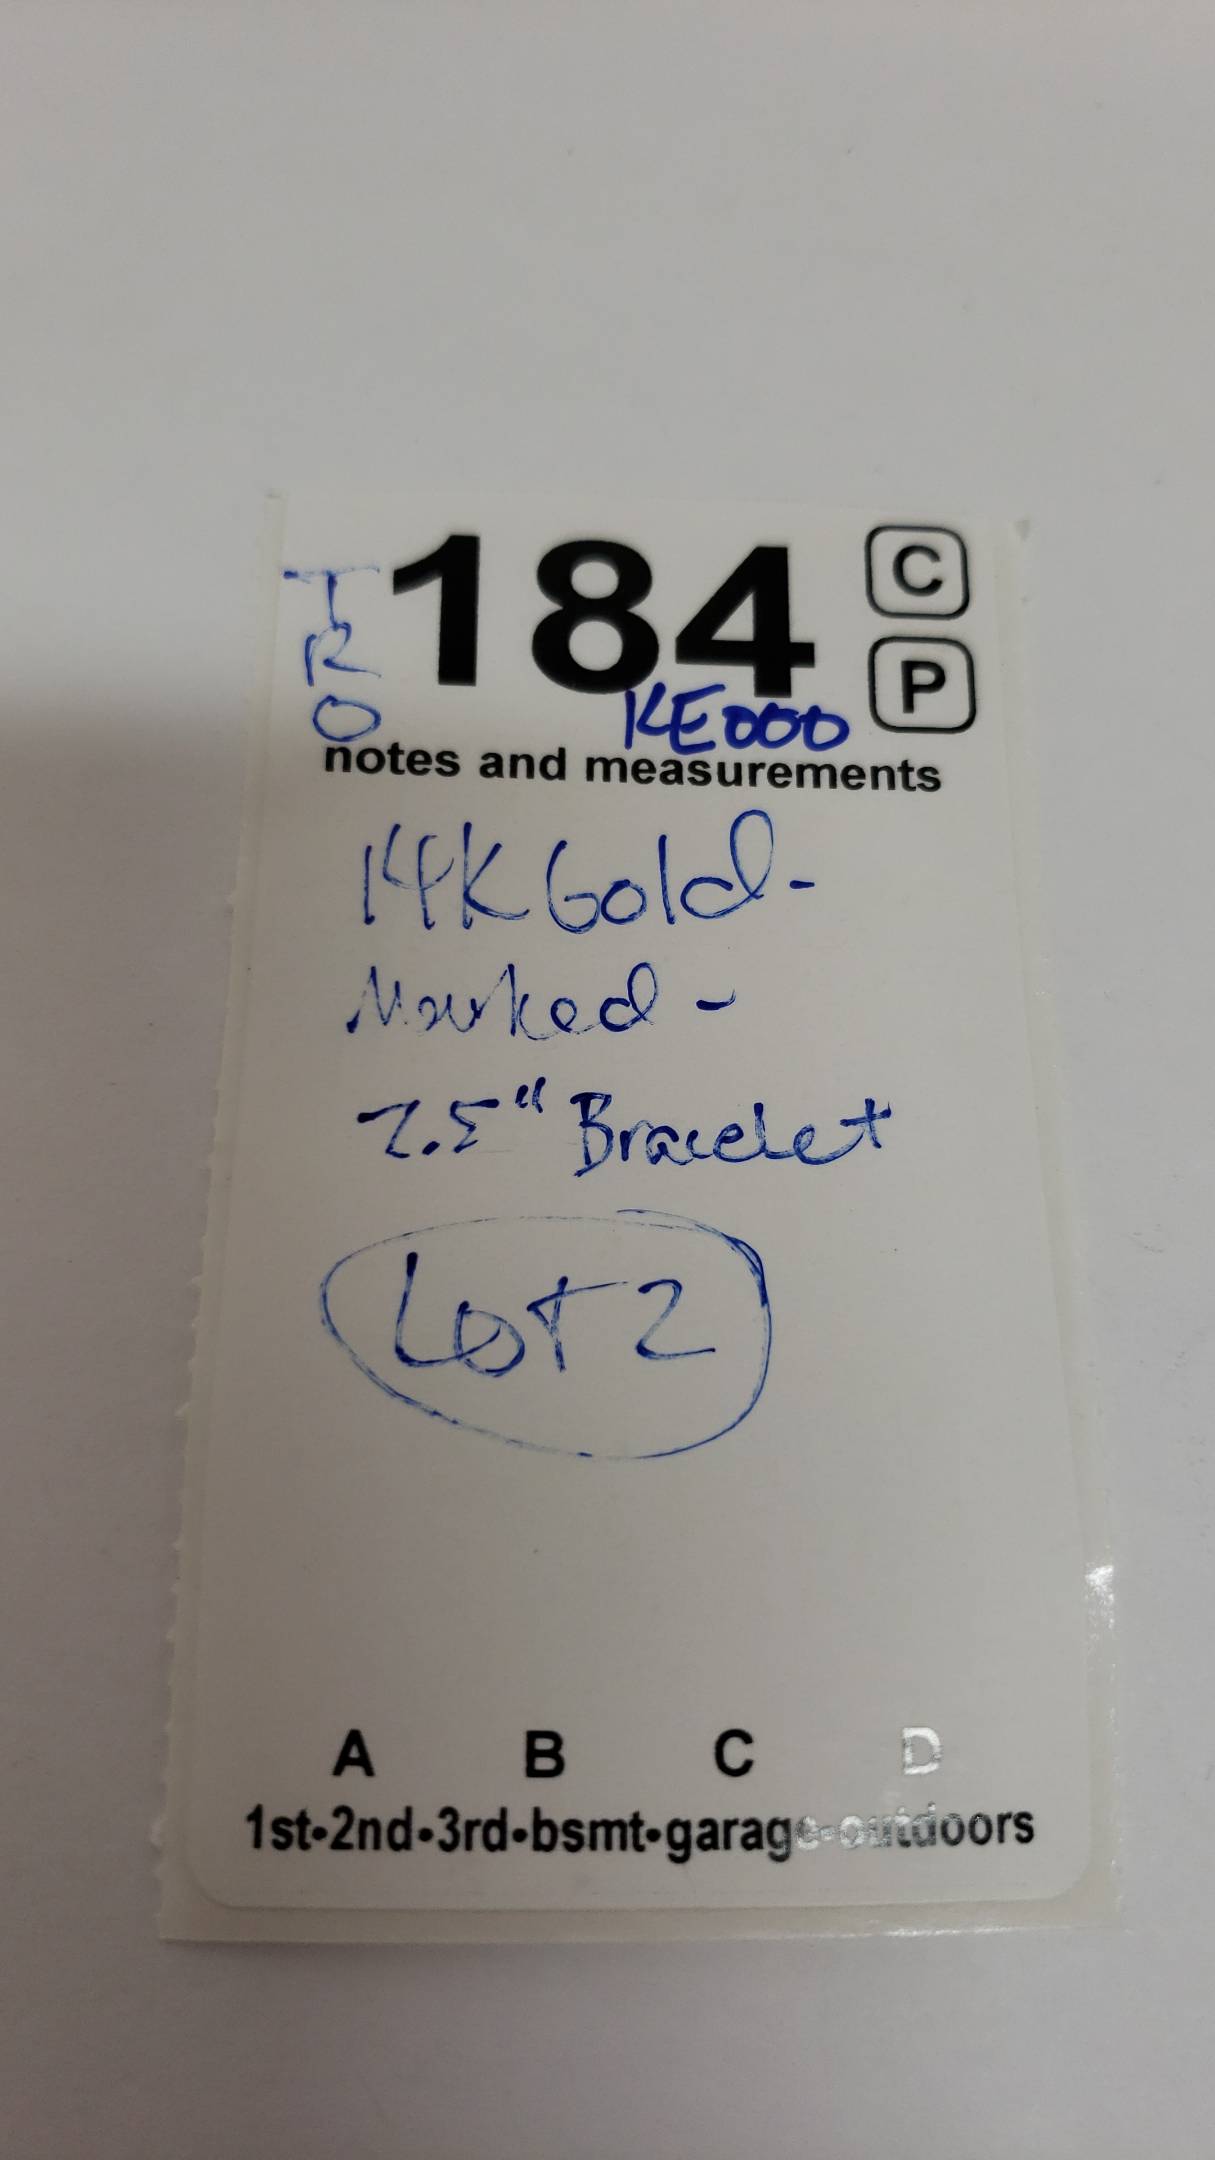 184 C
TRO
P
KE000
notes and measurements
14K Gold-
Marked -
7.5" Bracelet
Lot 2
A B C D
1st•2nd•3rd•bsmt•garage•outdoors